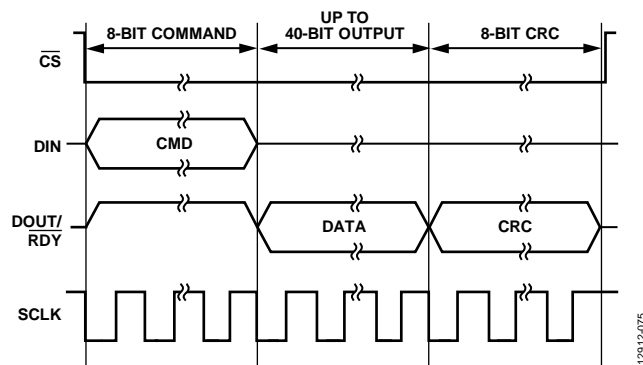 8-BIT COMMAND
UP TO
40-BIT OUTPUT
8-BIT CRC
CS
DIN
CMD
DOUT/
RDY
DATA
CRC
SCLK
12912-075